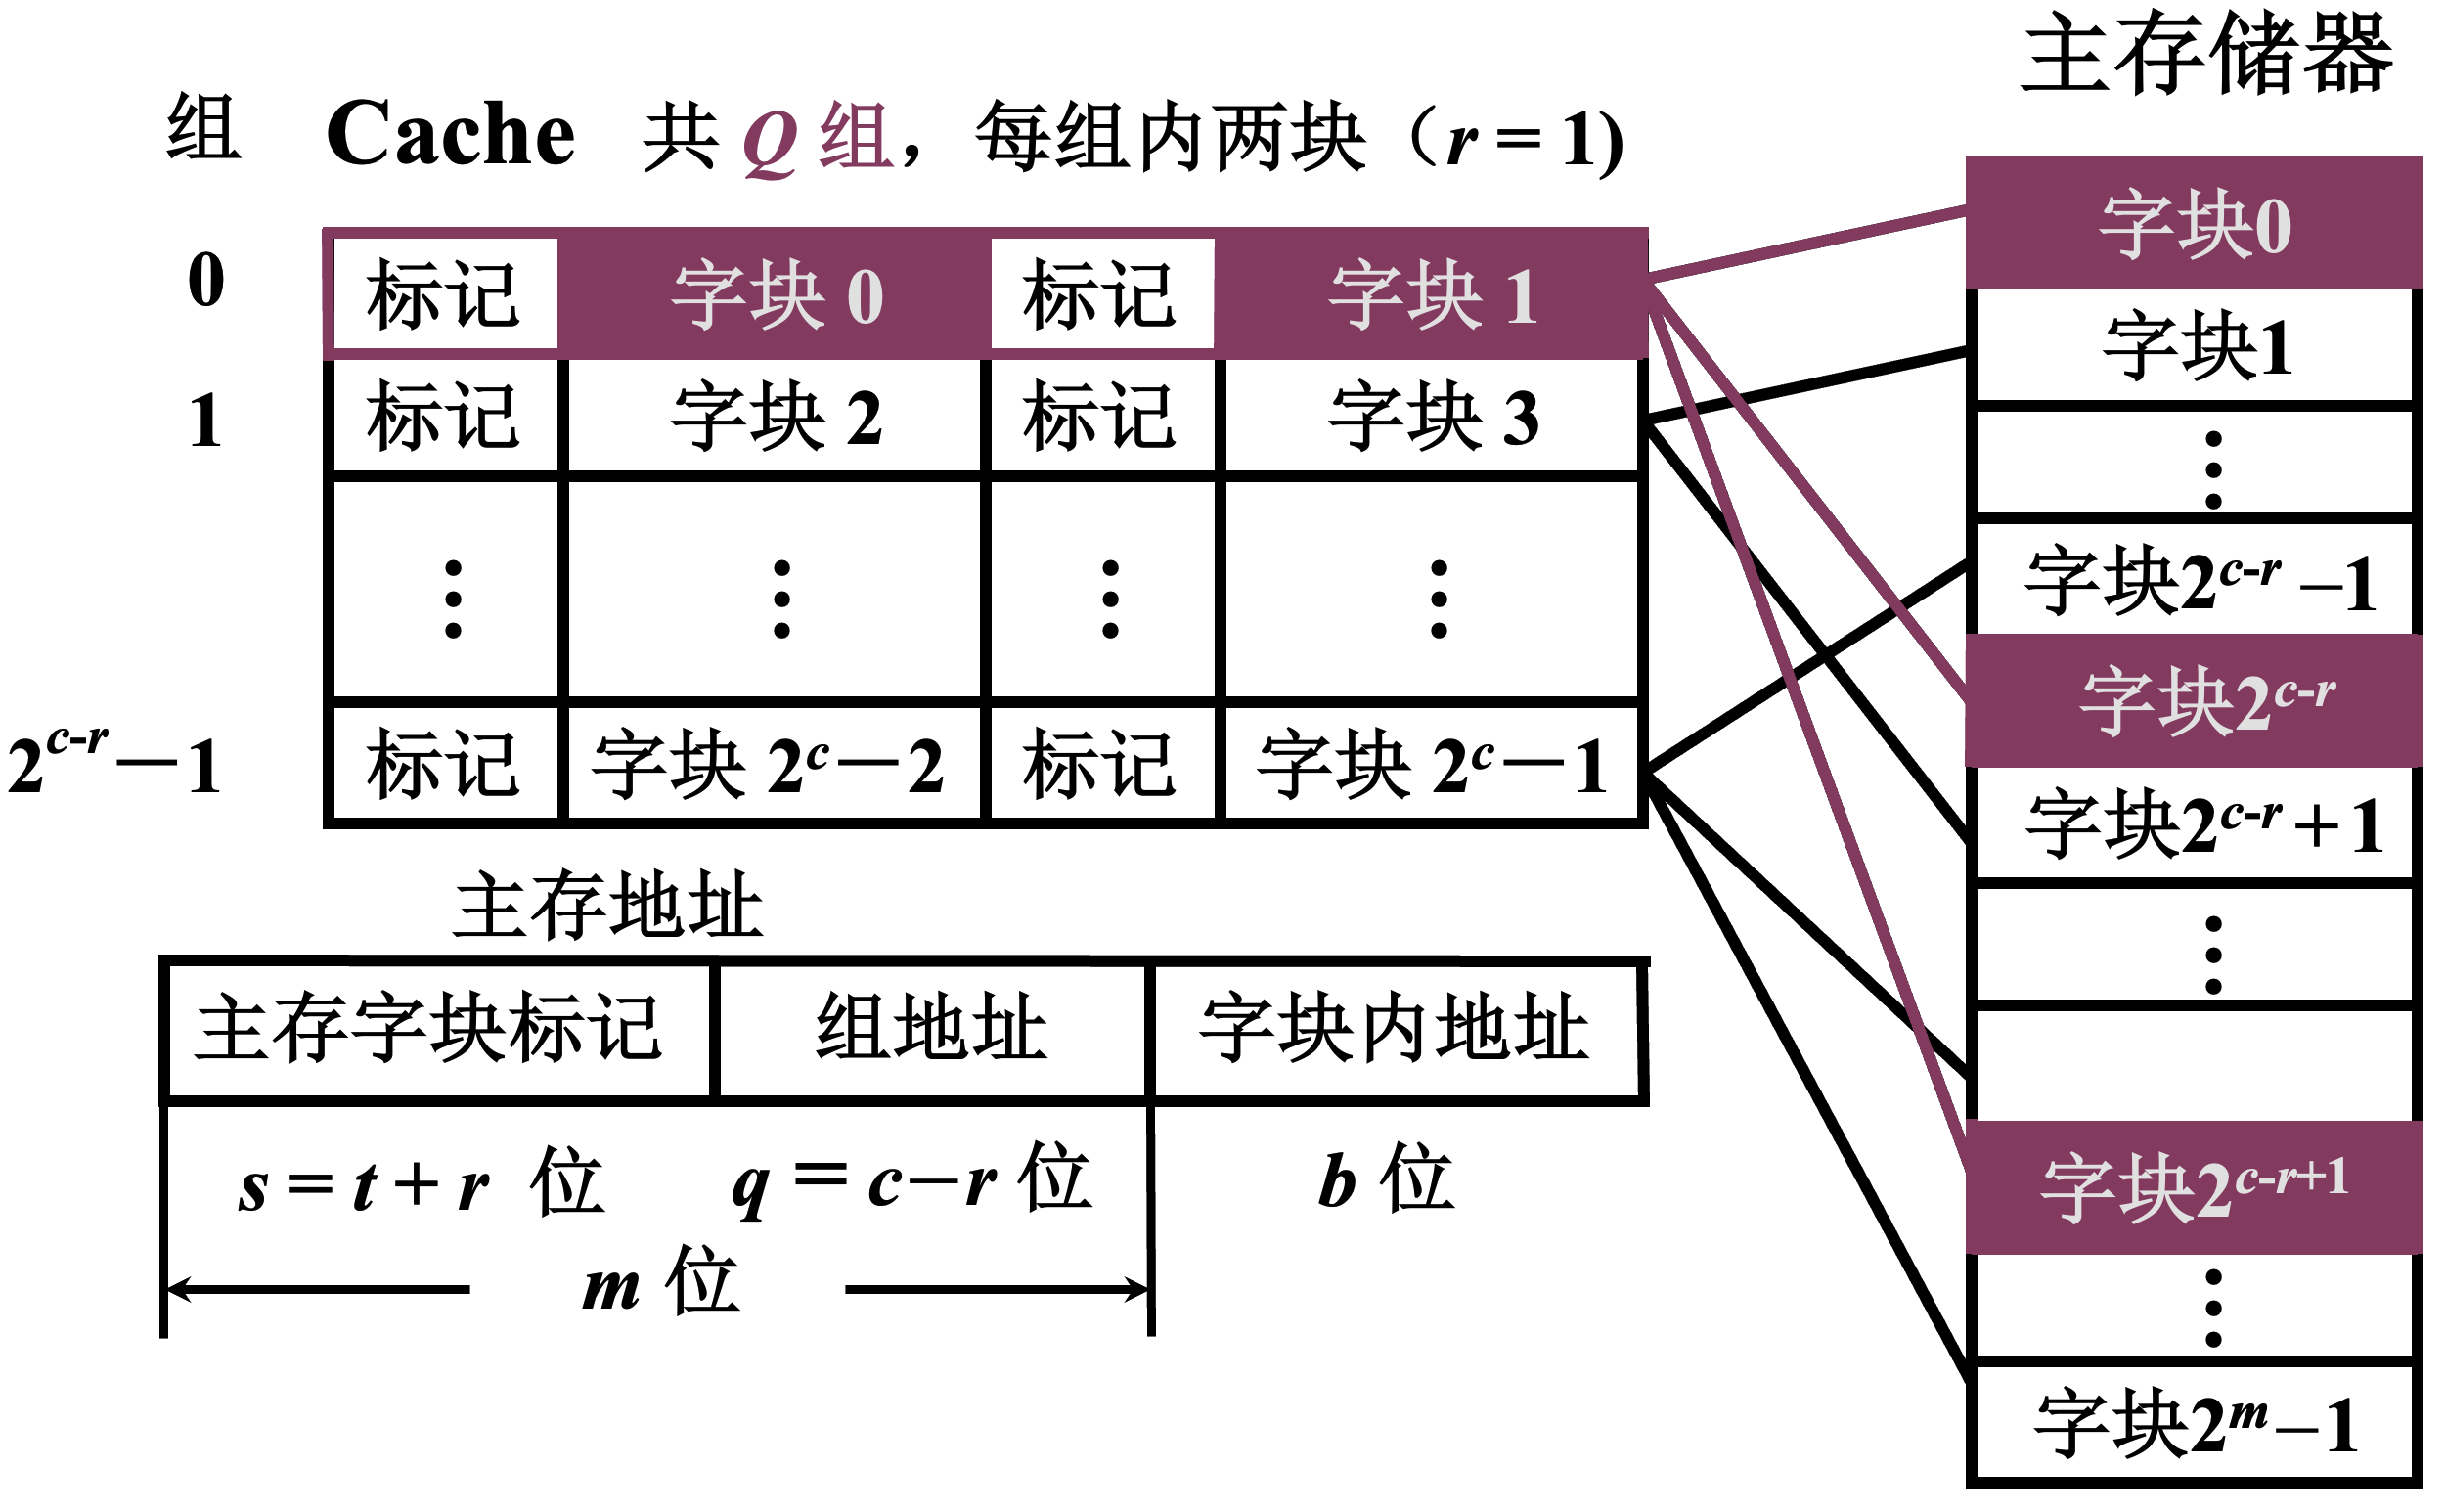 主存储器
组 Cache 共 Q 组，每组内两块（r = 1）
0 标记 字块 0 标记 字块 1
1 标记 字块 2 标记 字块 3
⋮ ⋮ ⋮ ⋮
2^{c-r}—1 标记 字块 2^c—2 标记 字块 2^c—1
字块0
字块1
⋮
字块2^{c-r}—1
字块2^{c-r}
字块2^{c-r}+1
⋮
字块2^{c-r+1}
⋮
字块2^m—1
主存地址
主存字块标记 组地址 字块内地址
s = t + r 位 q = c—r 位 b 位
m 位